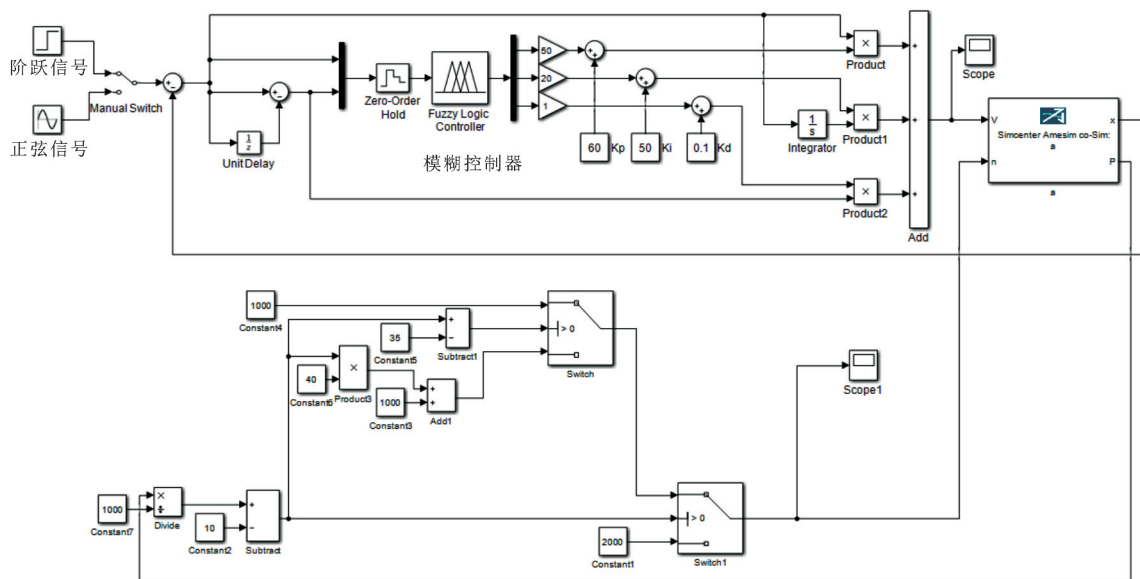 阶跃信号
正弦信号
Manual Switch
+
-
+
-
1
z
Unit Delay
Zero-Order
Hold
Fuzzy Logic
Controller
模糊控制器
50
20
1
+
+
+
+
+
+
60
Kp
50
Ki
0.1
Kd
1
s
Integrator
×
Product
×
Product1
×
Product2
+
+
+
Add
Scope
V
n
x
P
Simcenter Amesim co-Sim:
a
a
1000
Constant4
35
Constant5
+
-
Subtract1
> 0
Switch
40
Constant6
×
Product3
1000
Constant3
+
+
Add1
Scope1
1000
Constant7
×
÷
Divide
10
Constant2
+
-
Subtract
2000
Constant1
> 0
Switch1